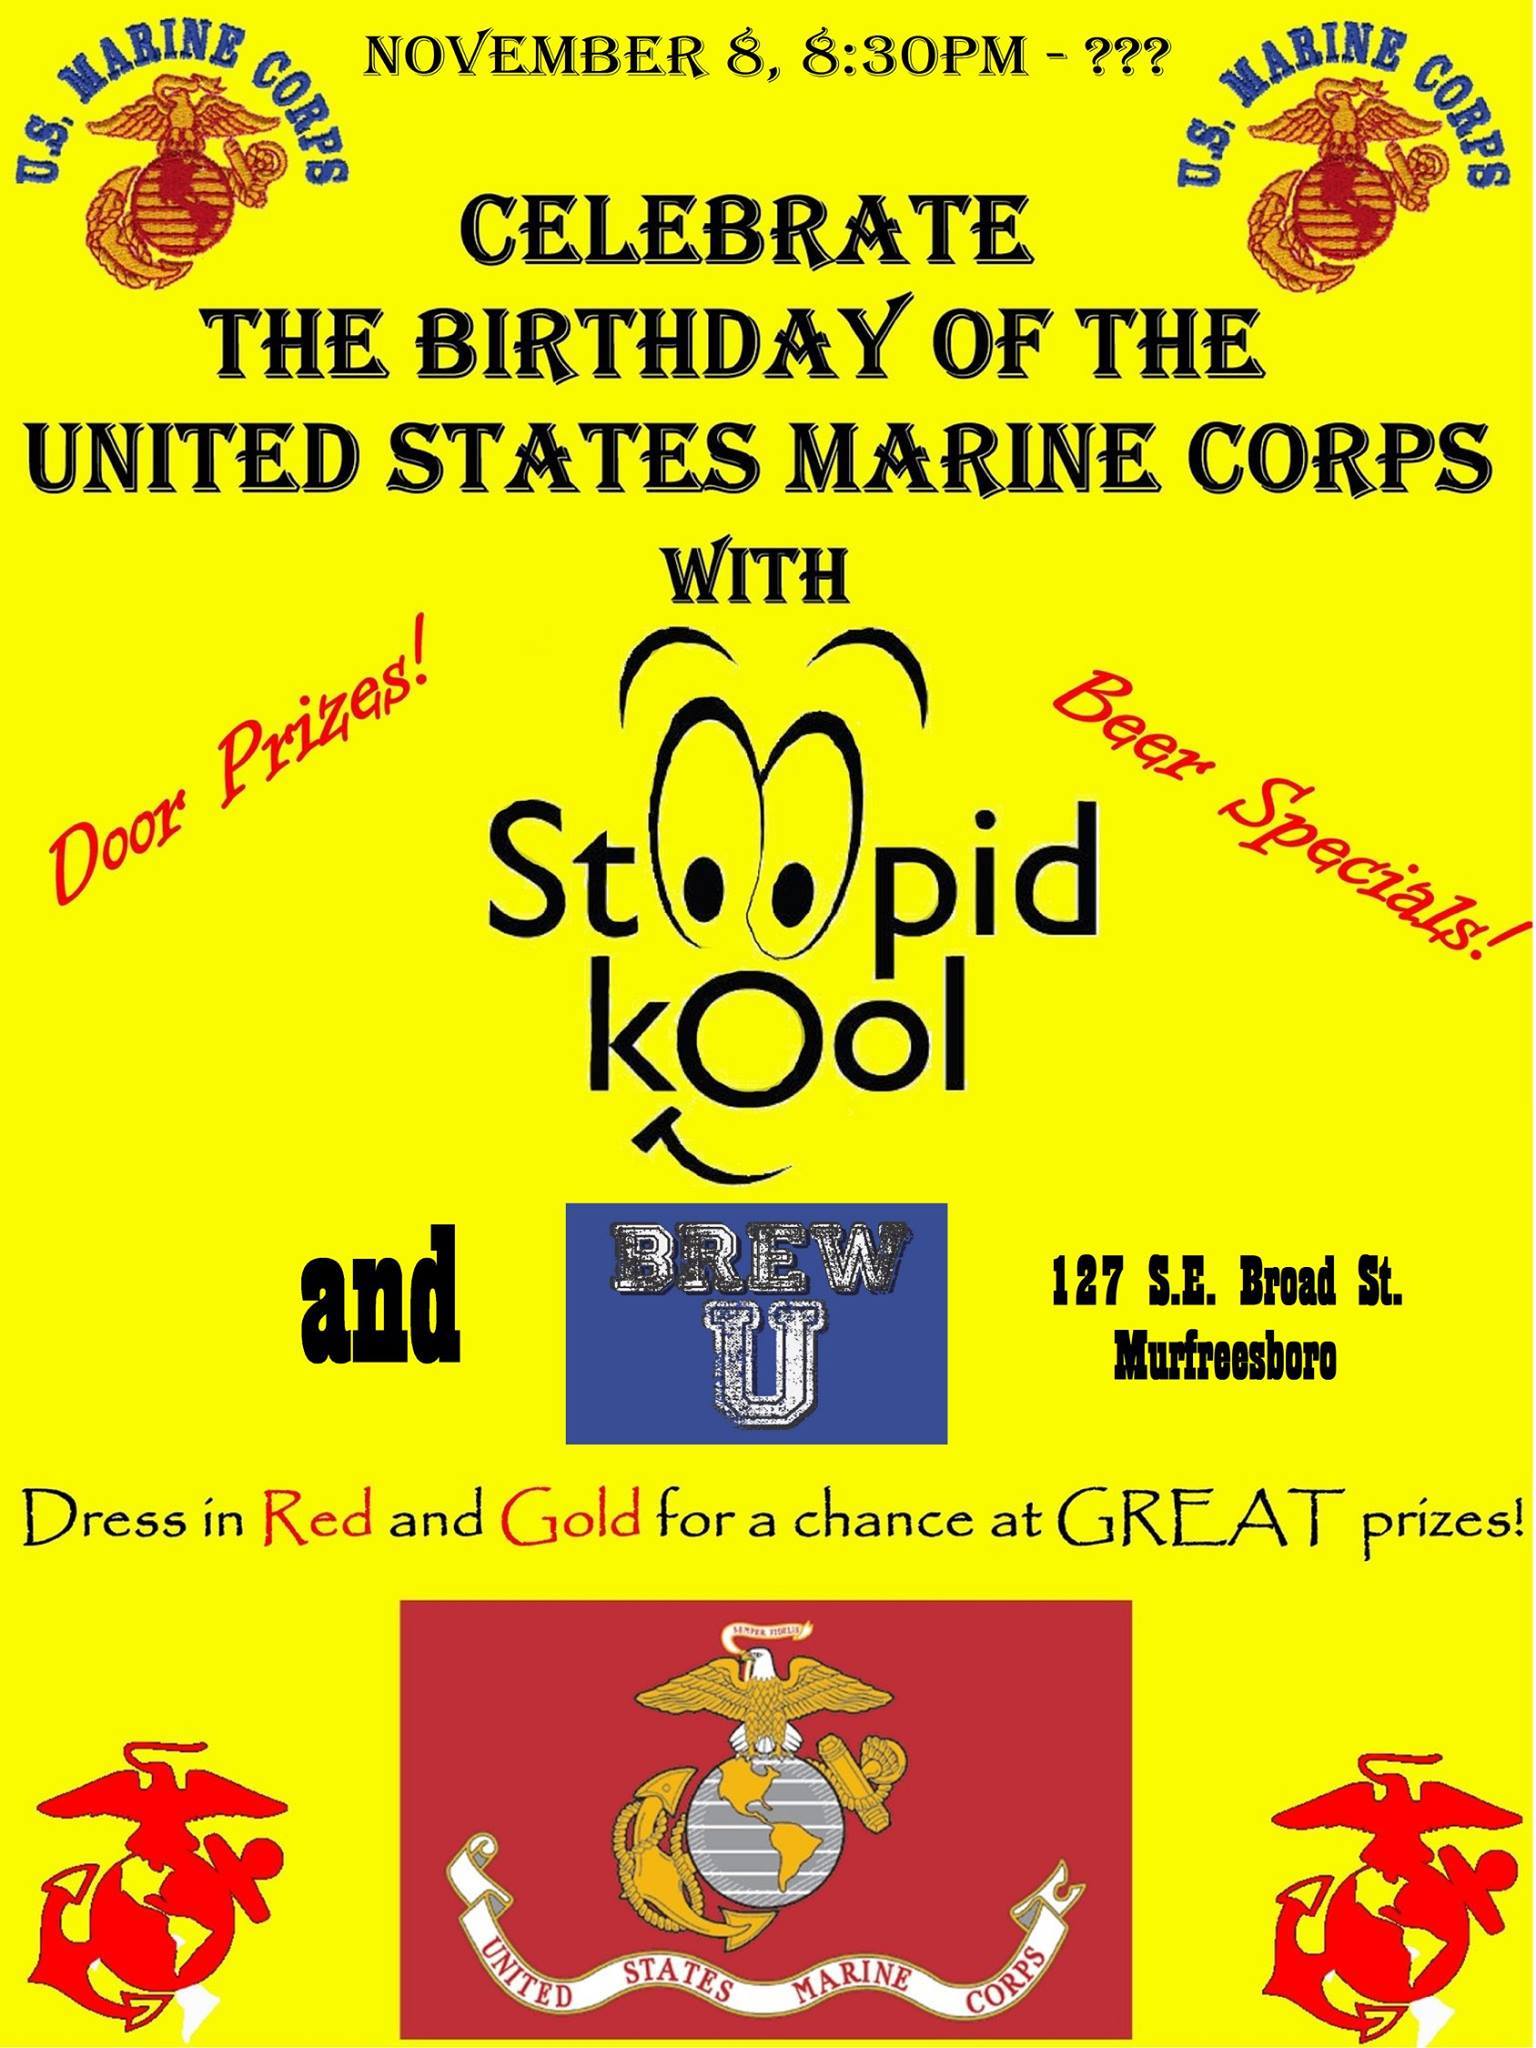 U.S. MARINE CORPS
NOVEMBER 8, 8:30PM - ???
U.S. MARINE CORPS
CELEBRATE
THE BIRTHDAY OF THE
UNITED STATES MARINE CORPS
WITH
Door Prizes!
Beer Specials!
Stoopid
kOol
and
BREW
U
127 S.E. Broad St.
Murfreesboro
Dress in Red and Gold for a chance at GREAT prizes!
SEMPER FIDELIS
UNITED STATES MARINE CORPS